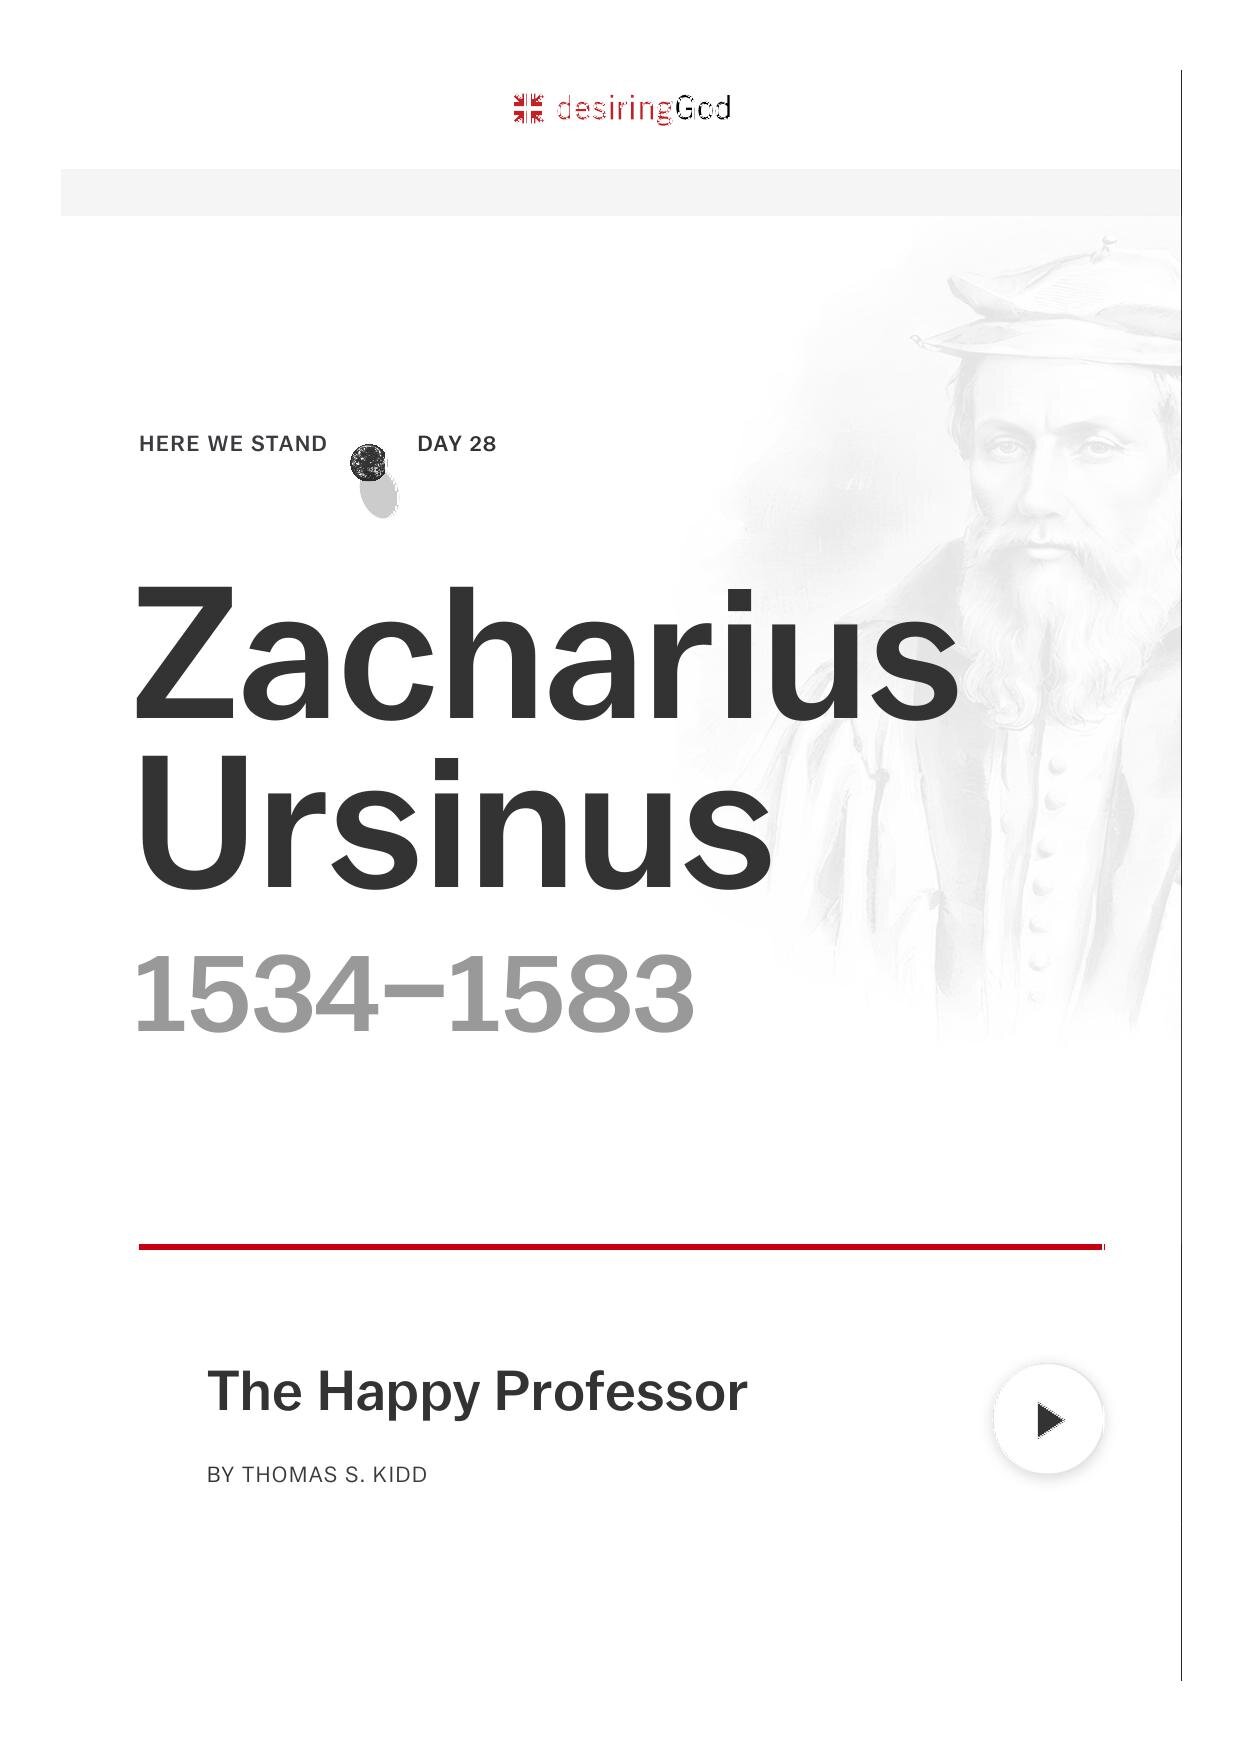 desiringGod
HERE WE STAND DAY 28
Zacharius
Ursinus
1534–1583
The Happy Professor
BY THOMAS S. KIDD